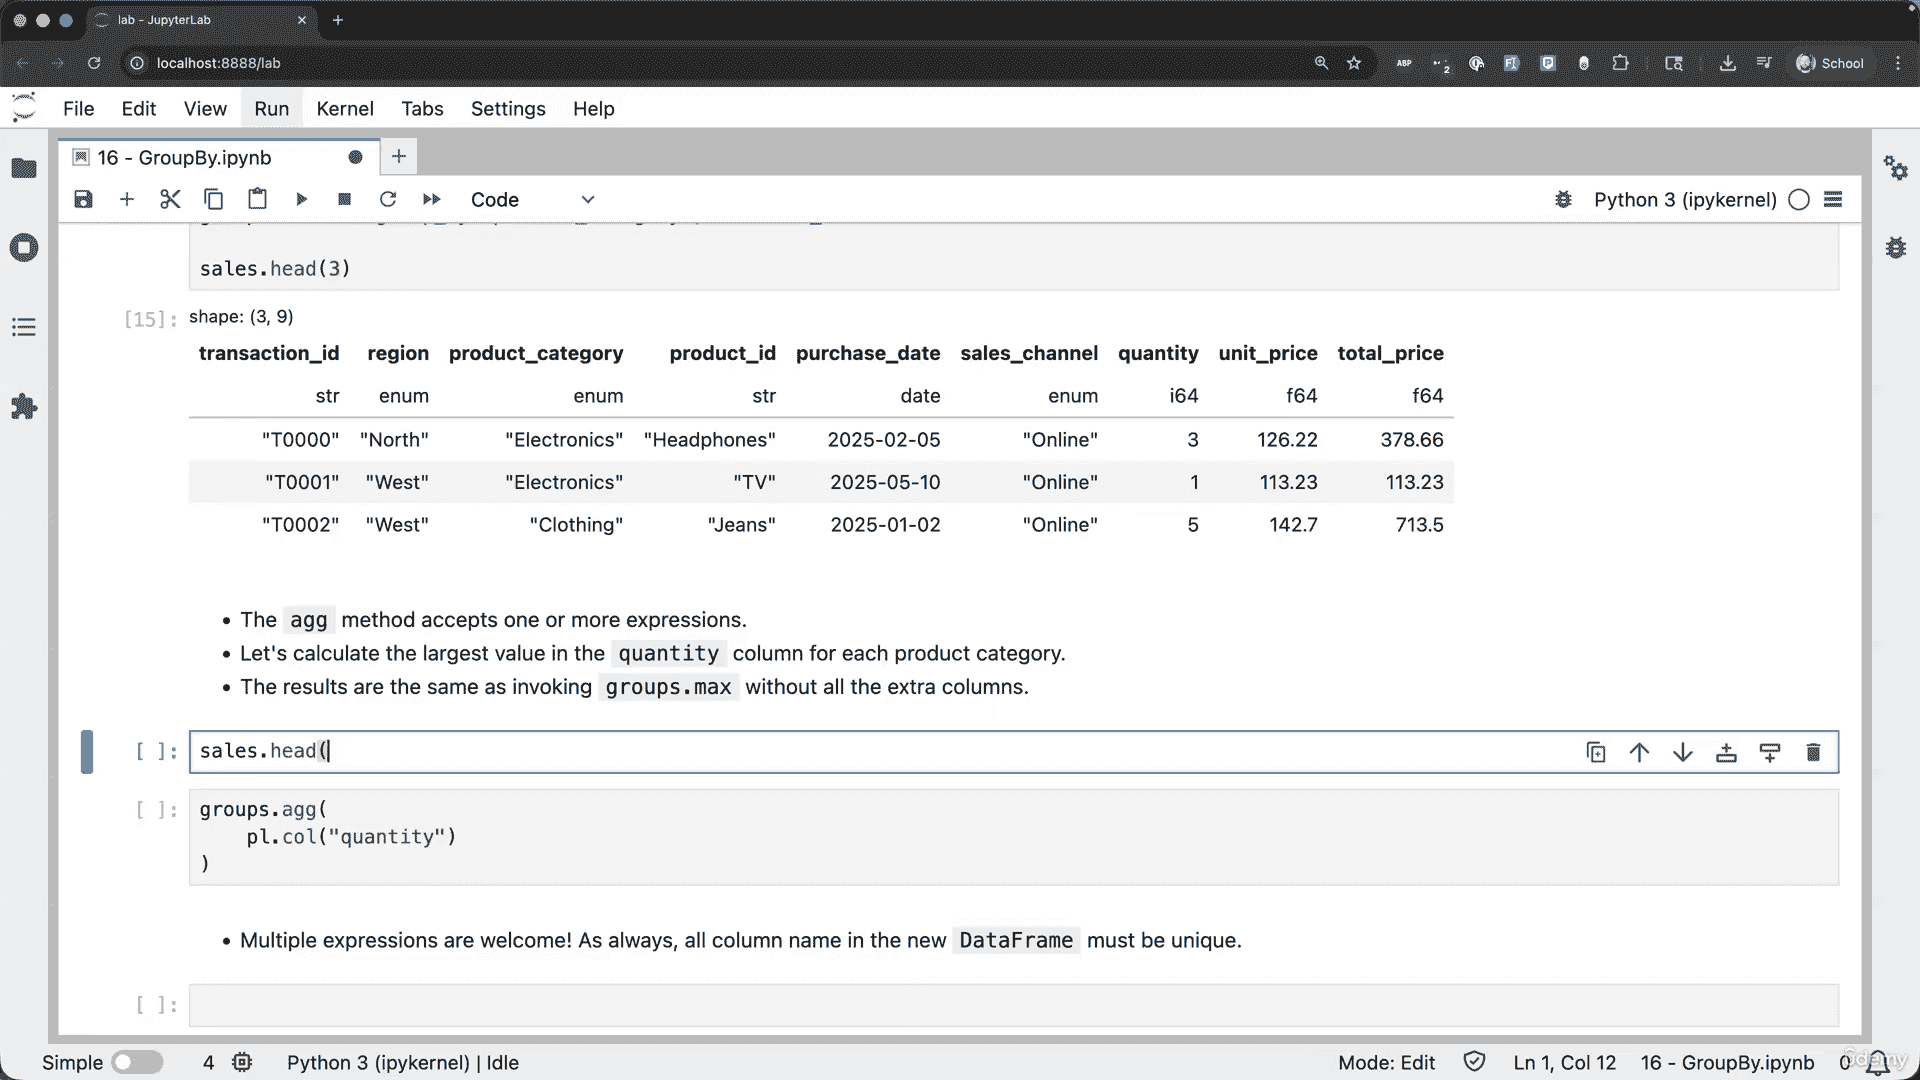 lab - JupyterLab
localhost:8888/lab
ABP
2
School
File Edit View Run Kernel Tabs Settings Help
16 - GroupBy.ipynb
Code
Python 3 (ipykernel)
sales.head(3)
[15]: shape: (3, 9)
transaction_id region product_category product_id purchase_date sales_channel quantity unit_price total_price
str enum enum str date enum i64 f64 f64
"T0000" "North" "Electronics" "Headphones" 2025-02-05 "Online" 3 126.22 378.66
"T0001" "West" "Electronics" "TV" 2025-05-10 "Online" 1 113.23 113.23
"T0002" "West" "Clothing" "Jeans" 2025-01-02 "Online" 5 142.7 713.5
• The agg method accepts one or more expressions.
• Let's calculate the largest value in the quantity column for each product category.
• The results are the same as invoking groups.max without all the extra columns.
[ ]: sales.head(
[ ]: groups.agg(
pl.col("quantity")
)
• Multiple expressions are welcome! As always, all column name in the new DataFrame must be unique.
[ ]:
Simple 4 Python 3 (ipykernel) | Idle Mode: Edit Ln 1, Col 12 16 - GroupBy.ipynb 0
udemy